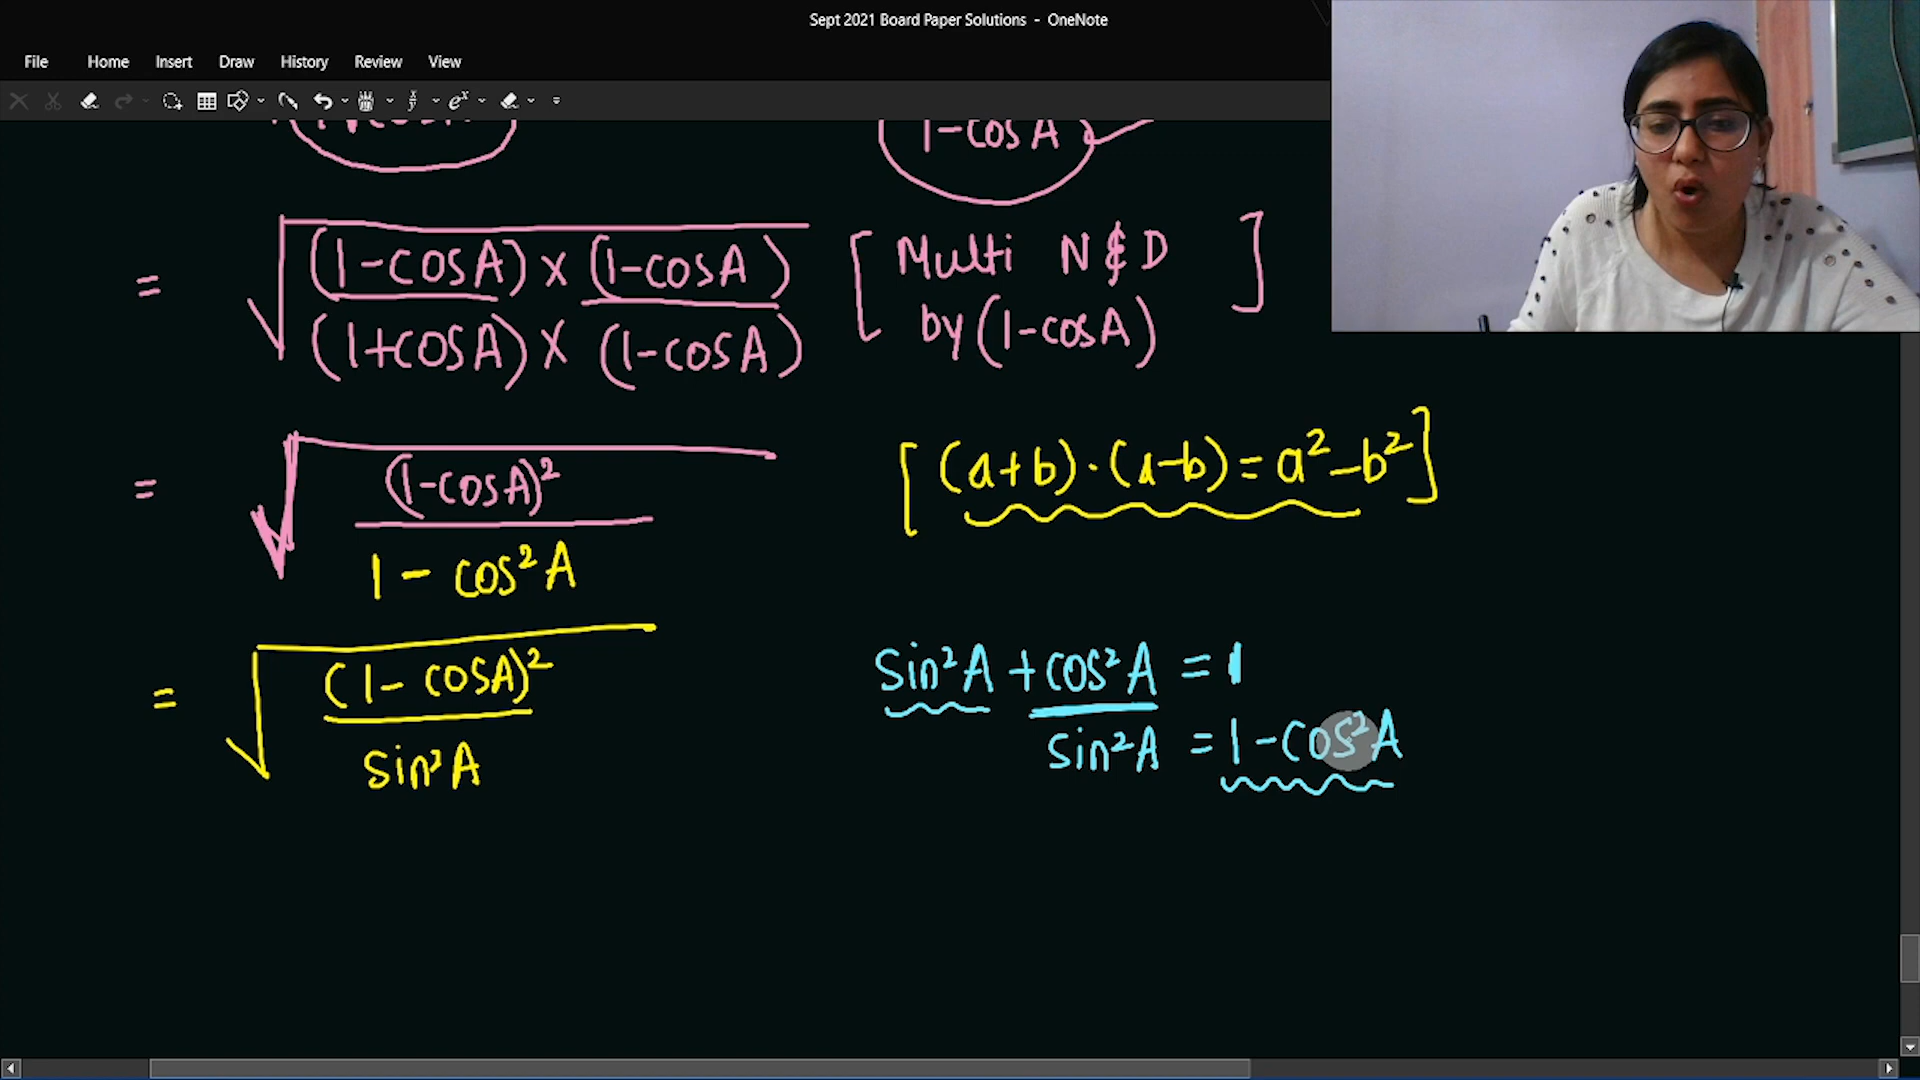 Sept 2021 Board Paper Solutions - OneNote
File Home Insert Draw History Review View
1-cosA
= √((1-cosA) x (1-cosA) / (1+cosA) x (1-cosA)) [Multi N & D by (1-cosA)]
= √((1-cosA)² / 1 - cos²A) [(a+b)·(a-b) = a²-b²]
= √((1-cosA)² / sin²A)
sin²A + cos²A = 1
sin²A = 1-cos²A